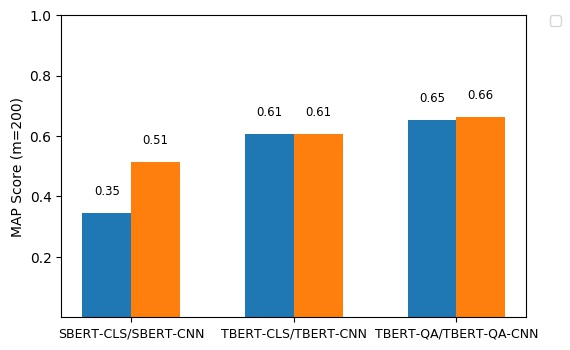 1.0
0.8
0.6
0.4
0.2
MAP Score (m=200)
0.35
0.51
0.61
0.61
0.65
0.66
SBERT-CLS/SBERT-CNN
TBERT-CLS/TBERT-CNN
TBERT-QA/TBERT-QA-CNN